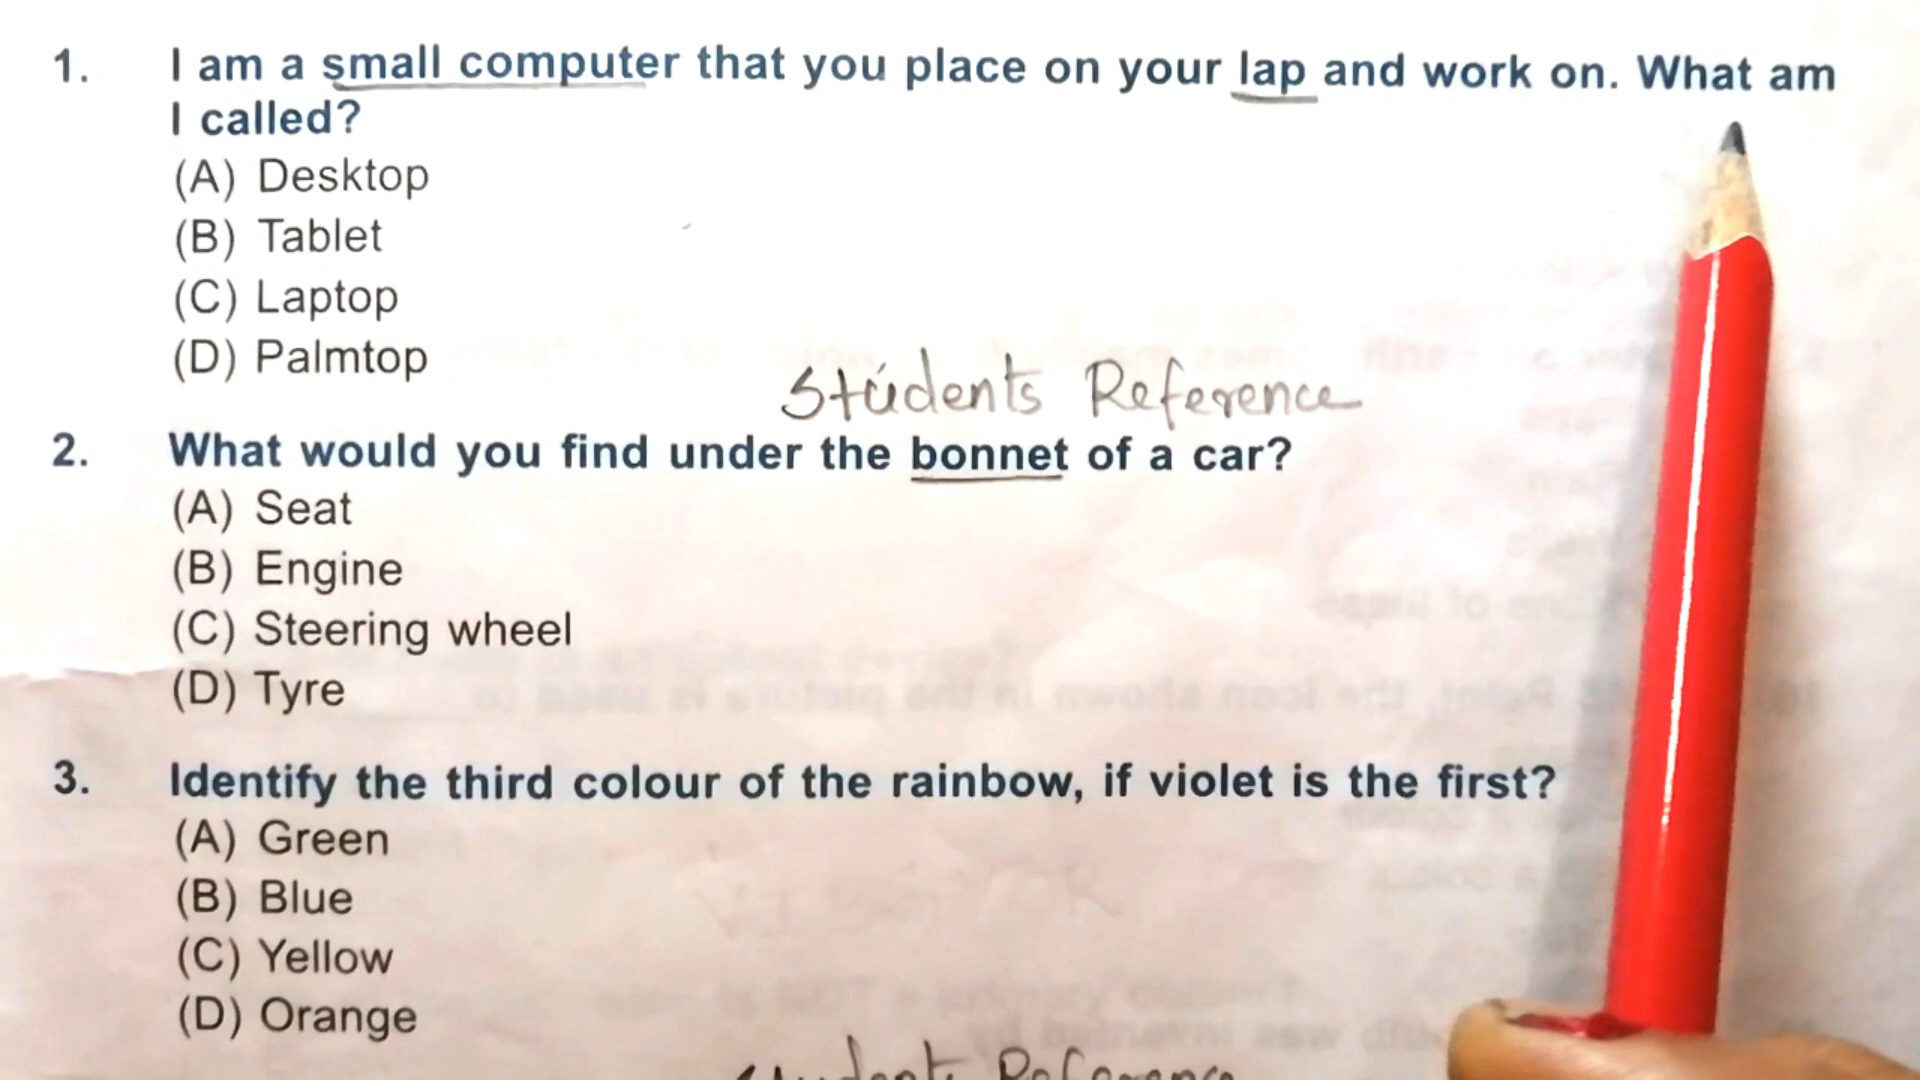 1. I am a small computer that you place on your lap and work on. What am
I called?
(A) Desktop
(B) Tablet
(C) Laptop
(D) Palmtop
Students Reference
2. What would you find under the bonnet of a car?
(A) Seat
(B) Engine
(C) Steering wheel
(D) Tyre
3. Identify the third colour of the rainbow, if violet is the first?
(A) Green
(B) Blue
(C) Yellow
(D) Orange
Students Reference